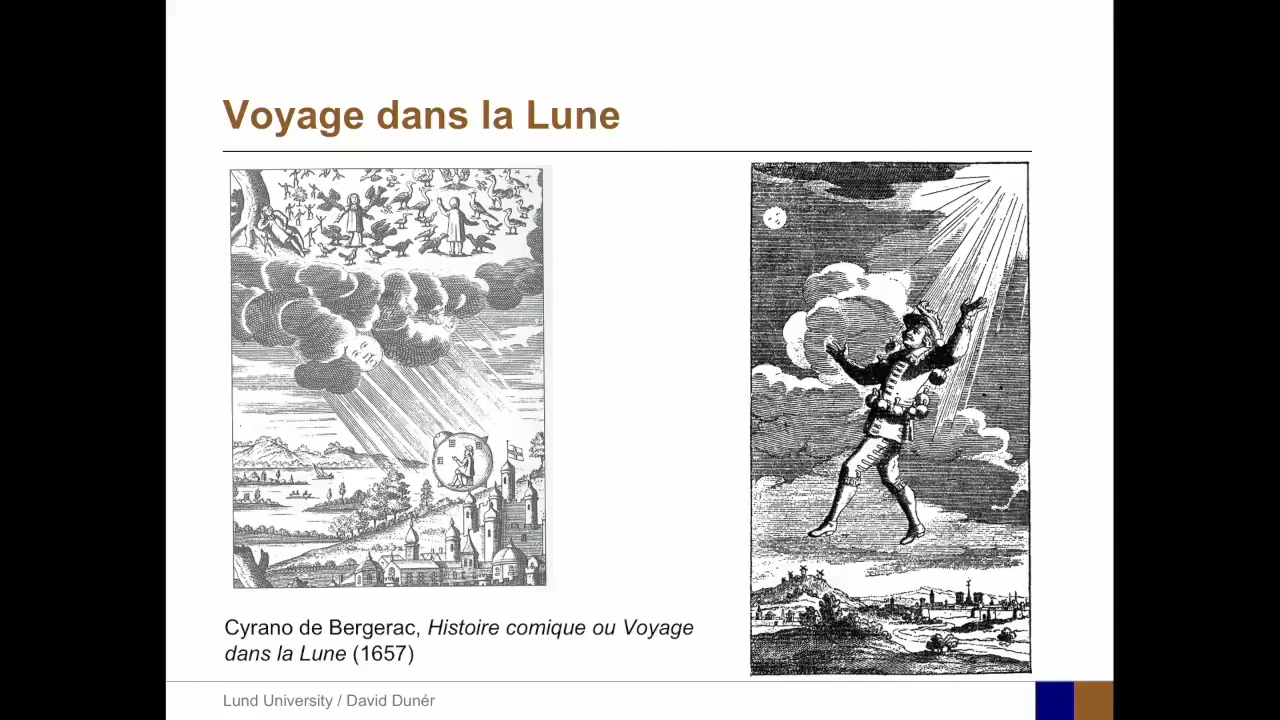 Voyage dans la Lune
Cyrano de Bergerac, Histoire comique ou Voyage
dans la Lune (1657)
Lund University / David Dunér